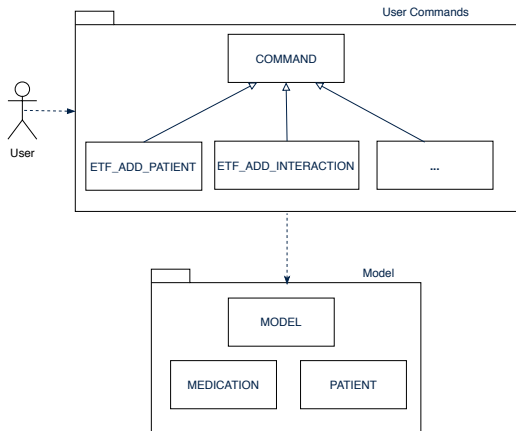 User Commands
COMMAND
User
ETF_ADD_PATIENT
ETF_ADD_INTERACTION
...
Model
MODEL
MEDICATION
PATIENT